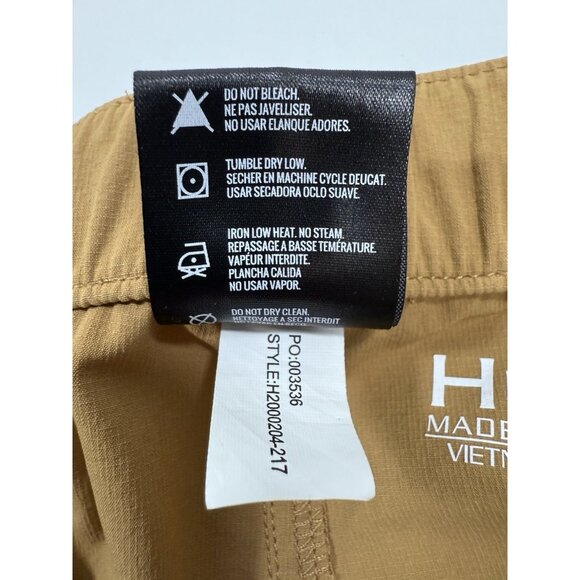 DO NOT BLEACH.
NE PAS JAVELLISER.
NO USAR ELANQUE ADORES.
TUMBLE DRY LOW.
SECHER EN MACHINE CYCLE DEUCAT.
USAR SECADORA OCLO SUAVE.
IRON LOW HEAT. NO STEAM.
REPASSAGE A BASSE TEMÉRATURE.
VAPEUR INTERDITE.
PLANCHA CALIDA
NO USAR VAPOR.
DO NOT DRY CLEAN.
NETTOYAGE A SEC INTERDIT
PO:003536
STYLE:H2000204-217
H
MADE
VIETN